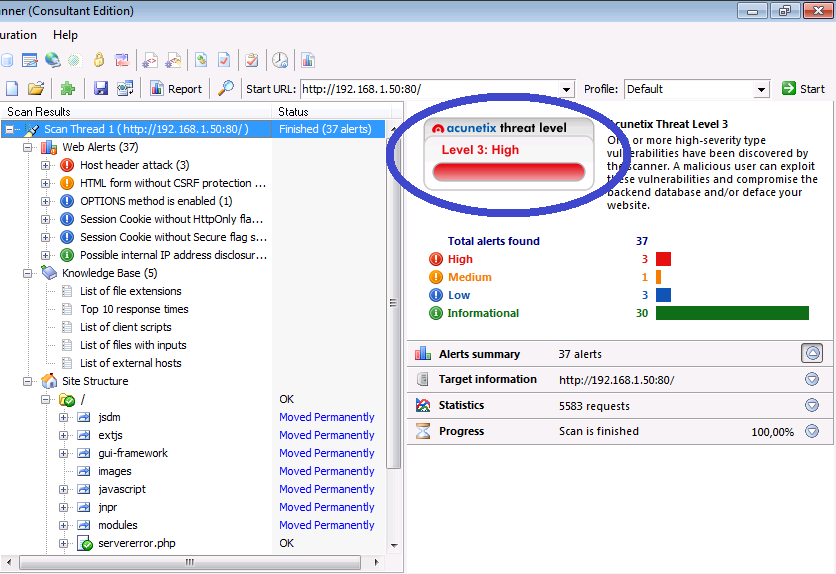 nner (Consultant Edition)
uration Help
Report Start URL: http://192.168.1.50:80/ Profile: Default Start
Scan Results Status
Scan Thread 1 ( http://192.168.1.50:80/ ) Finished (37 alerts)
Web Alerts (37)
Host header attack (3)
HTML form without CSRF protection ...
OPTIONS method is enabled (1)
Session Cookie without HttpOnly fla...
Session Cookie without Secure flag s...
Possible internal IP address disclosur...
Knowledge Base (5)
List of file extensions
Top 10 response times
List of client scripts
List of files with inputs
List of external hosts
Site Structure
/ OK
jsdm Moved Permanently
extjs Moved Permanently
gui-framework Moved Permanently
images Moved Permanently
javascript Moved Permanently
jnpr Moved Permanently
modules Moved Permanently
servererror.php OK
acunetix threat level
Level 3: High
Acunetix Threat Level 3
One or more high-severity type
vulnerabilities have been discovered by
the scanner. A malicious user can exploit
these vulnerabilities and compromise the
backend database and/or deface your
website.
Total alerts found 37
High 3
Medium 1
Low 3
Informational 30
Alerts summary 37 alerts
Target information http://192.168.1.50:80/
Statistics 5583 requests
Progress Scan is finished 100,00%